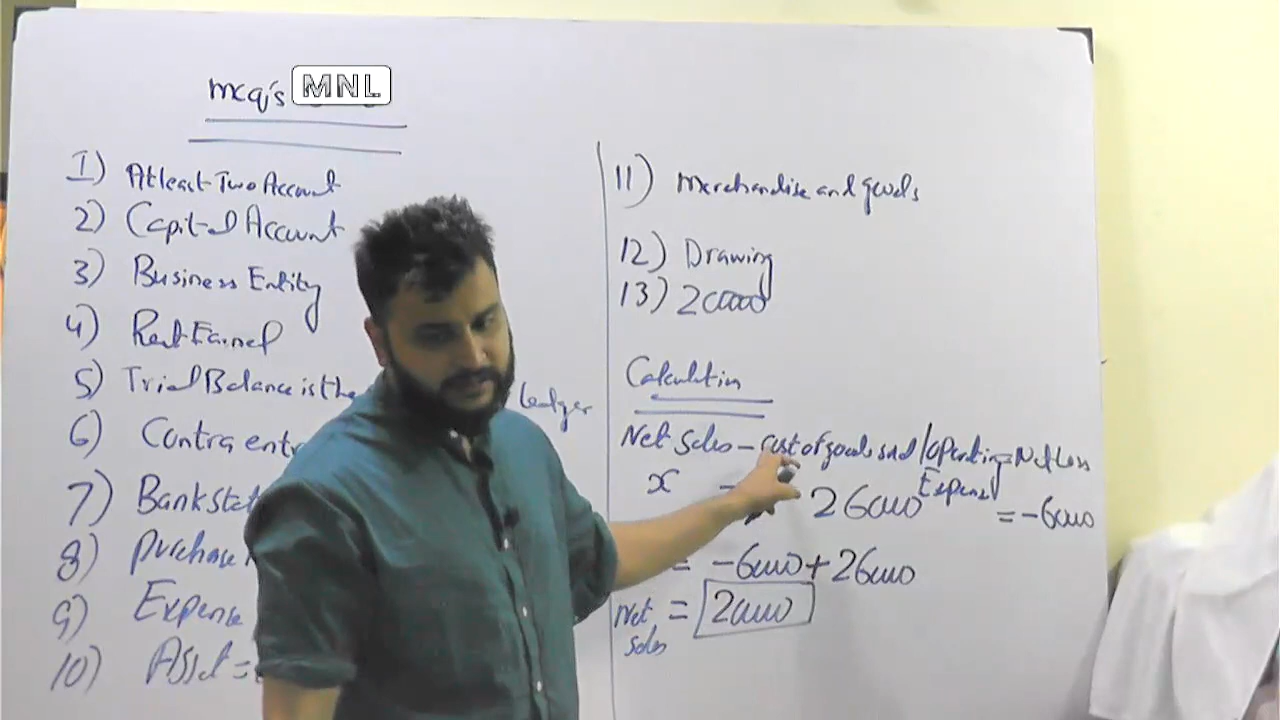 mcq's MNL
1) Atleast Two Account
2) Capital Account
3) Business Entity
4) Rent Earned
5) Trial Balance is the ledger
6) Contra entr
7) Bank Stat
8) Purchase
9) Expense
10) Asset =
11) Merchandise and goods
12) Drawing
13) 20000
Calculation
Net Sales - cost of goods sold / Operating = Net Loss
Expense
x - 26000 = -6000
= -6000 + 26000
Net = 20000
Sales